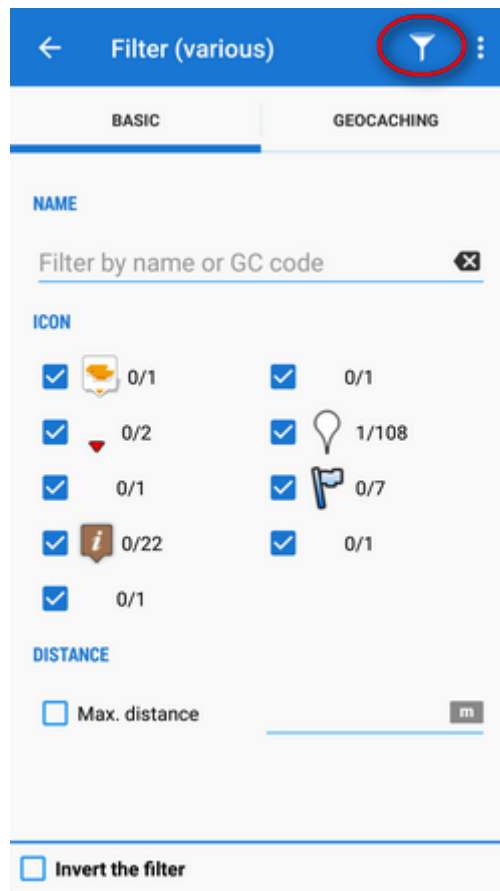 Filter (various)
BASIC GEOCACHING
NAME
Filter by name or GC code
ICON
0/1 0/1
0/2 1/108
0/1 0/7
i 0/22 0/1
0/1
DISTANCE
Max. distance m
Invert the filter